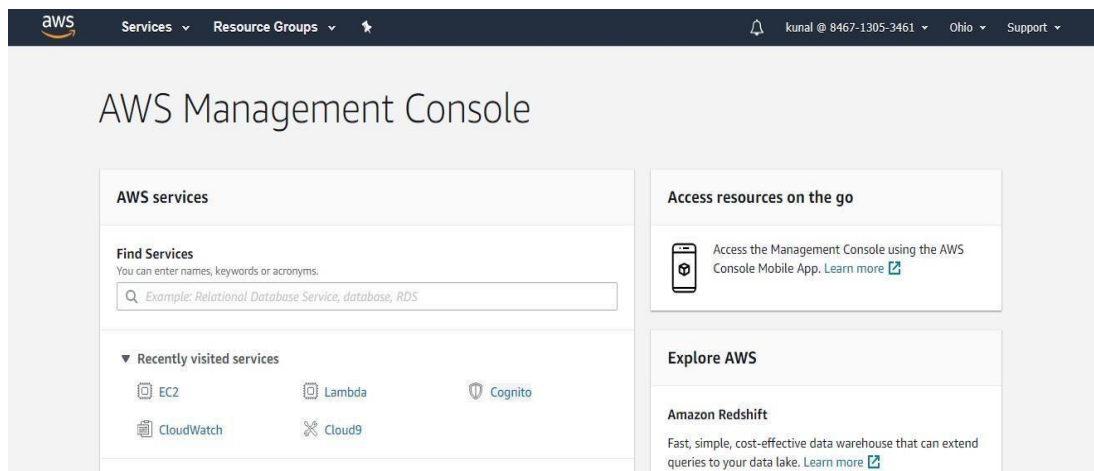 aws Services Resource Groups kunal @ 8467-1305-3461 Ohio Support
AWS Management Console
AWS services
Find Services
You can enter names, keywords or acronyms.
Example: Relational Database Service, database, RDS
Recently visited services
EC2 Lambda Cognito
CloudWatch Cloud9
Access resources on the go
Access the Management Console using the AWS
Console Mobile App. Learn more
Explore AWS
Amazon Redshift
Fast, simple, cost-effective data warehouse that can extend
queries to your data lake. Learn more